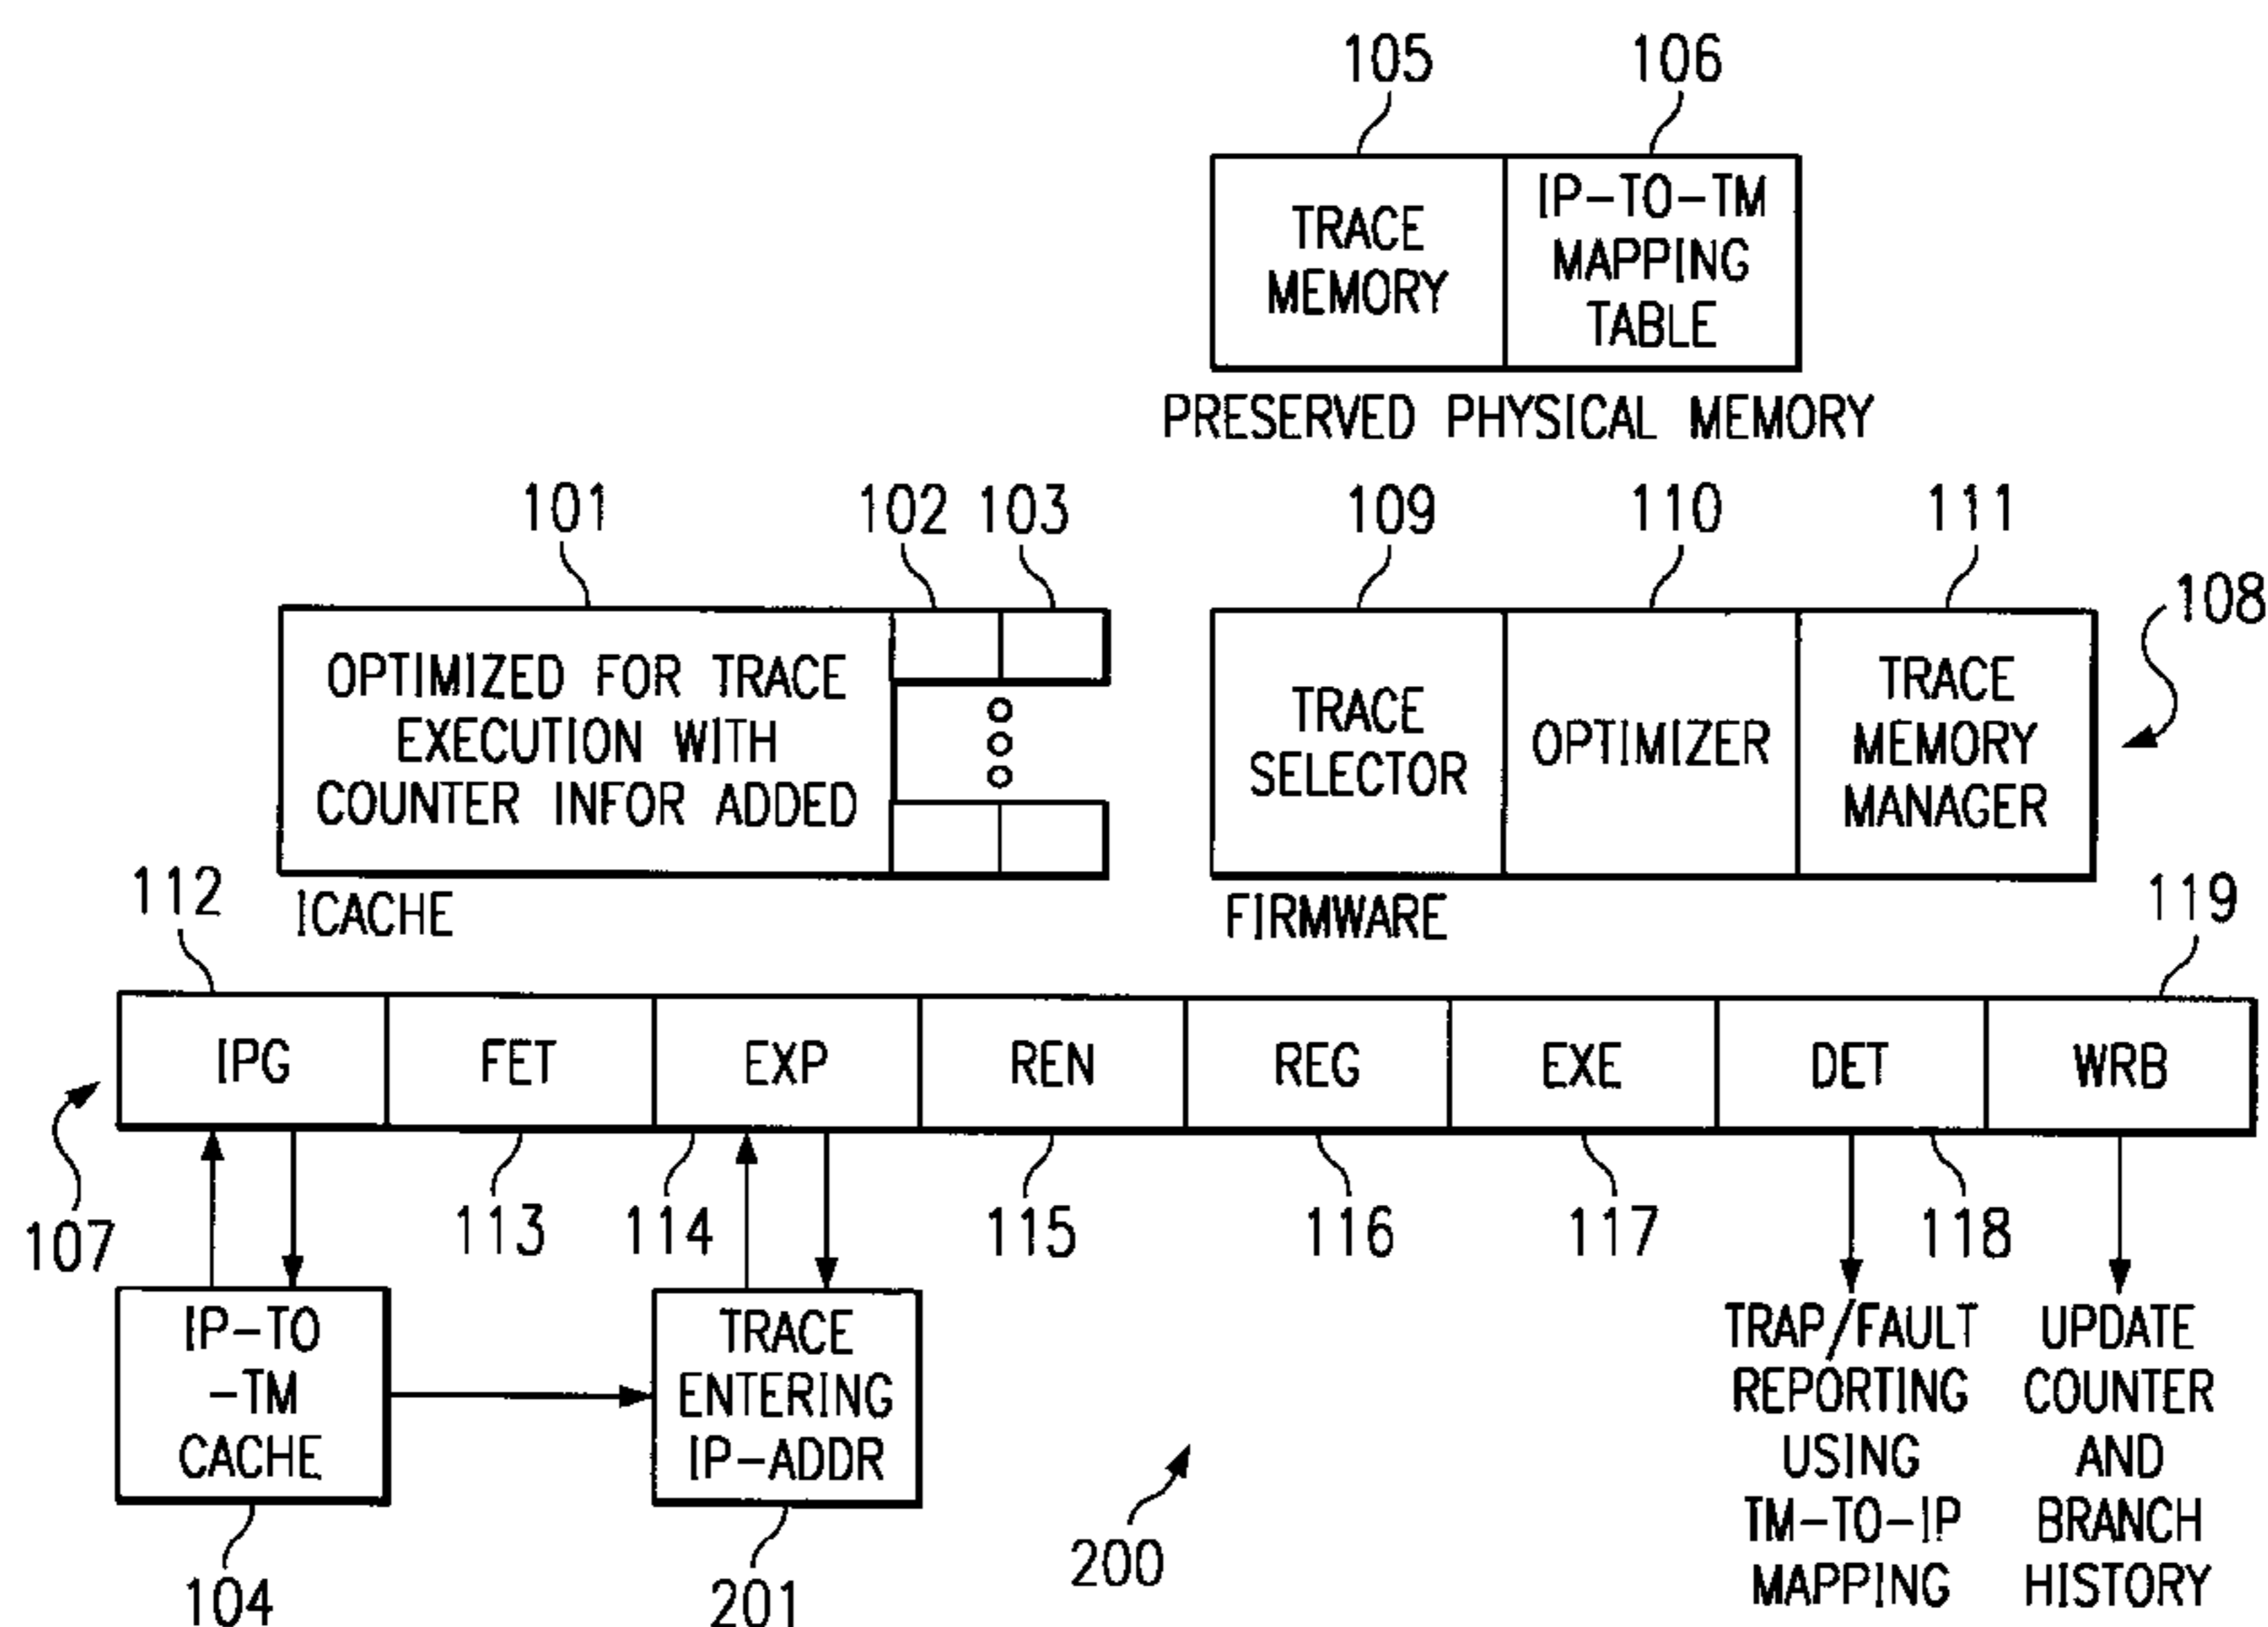 105 106
TRACE
MEMORY
IP-TO-TM
MAPPING
TABLE
PRESERVED PHYSICAL MEMORY
101 102 103 109 110 111
108
OPTIMIZED FOR TRACE
EXECUTION WITH
COUNTER INFOR ADDED
TRACE
SELECTOR
OPTIMIZER
TRACE
MEMORY
MANAGER
ICACHE
FIRMWARE
112
119
IPG FET EXP REN REG EXE DET WRB
107
113 114 115 116 117 118
IP-TO
-TM
CACHE
TRACE
ENTERING
IP-ADDR
TRAP/FAULT
REPORTING
USING
TM-TO-IP
MAPPING
UPDATE
COUNTER
AND
BRANCH
HISTORY
104
201
200